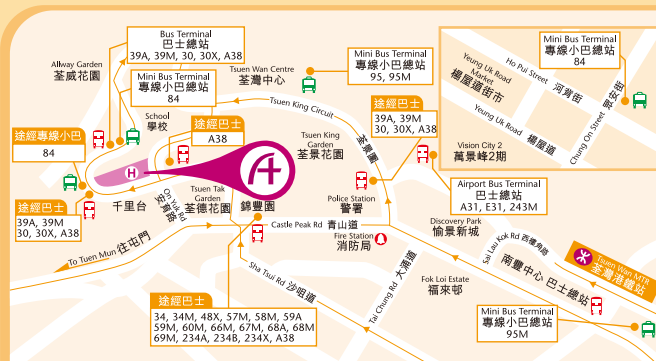 Bus Terminal
巴士總站
39A, 39M, 30, 30X, A38
Allway Garden
荃威花園
Mini Bus Terminal
專線小巴總站
84
School
學校
途經專線小巴
84
途經巴士
A38
途經巴士
39A, 39M
30, 30X, A38
千里台
On Yuk Rd
安育路
Tsuen Tak
Garden
荃德花園
錦豐園
H
Tsuen Wan Centre
荃灣中心
Mini Bus Terminal
專線小巴總站
95, 95M
Tsuen King Circuit
荃景圍
Tsuen King
Garden
荃景花園
途經巴士
39A, 39M
30, 30X, A38
Police Station
警署
Airport Bus Terminal
巴士總站
A31, E31, 243M
Castle Peak Rd 青山道
Fire Station
消防局
Discovery Park
愉景新城
To Tuen Mun 往屯門
Sha Tsui Rd 沙咀道
Tai Chung Rd 大涌道
Fok Loi Estate
福來邨
Sai Lau Kok Rd 西樓角路
南豐中心 巴士總站
Tsuen Wan MTR
荃灣港鐵站
途經巴士
34, 34M, 48X, 57M, 58M, 59A
59M, 60M, 66M, 67M, 68A, 68M
69M, 234A, 234B, 234X, A38
Mini Bus Terminal
專線小巴總站
95M
Yeung Uk Road
Market
楊屋道街市
Ho Pui Street 河背街
Yeung Uk Road 楊屋道
Vision City 2
萬景峰2期
Chung On Street 眾安街
Mini Bus Terminal
專線小巴總站
84